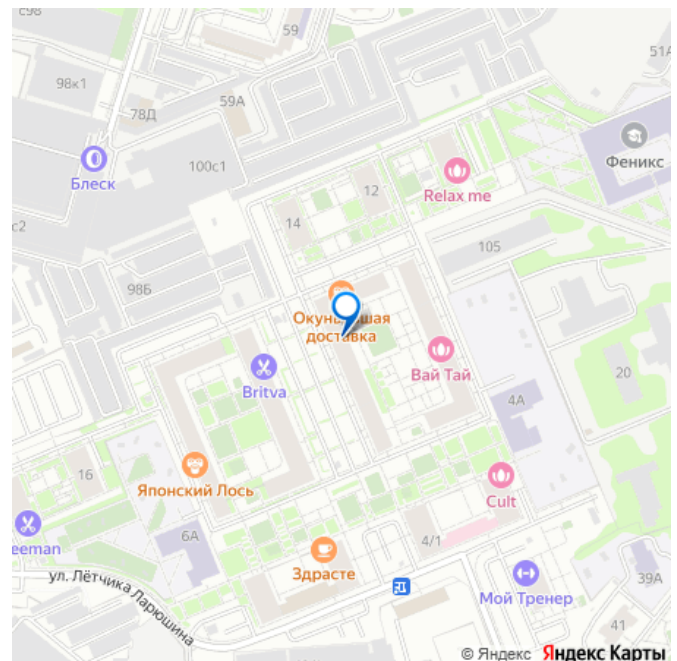 с98
59
51А
98к1
59А
78Д
Феникс
Блеск
100с1
Relax me
12
14
с2
105
98Б
доставка
Вай Тай
Britva
20
4А
16
Японский Лось
Cult
eeman
6А
4/1
Здрасте
ул. Лётчика Ларюшина
Мой Тренер
39А
41
© Яндекс Яндекс Карты